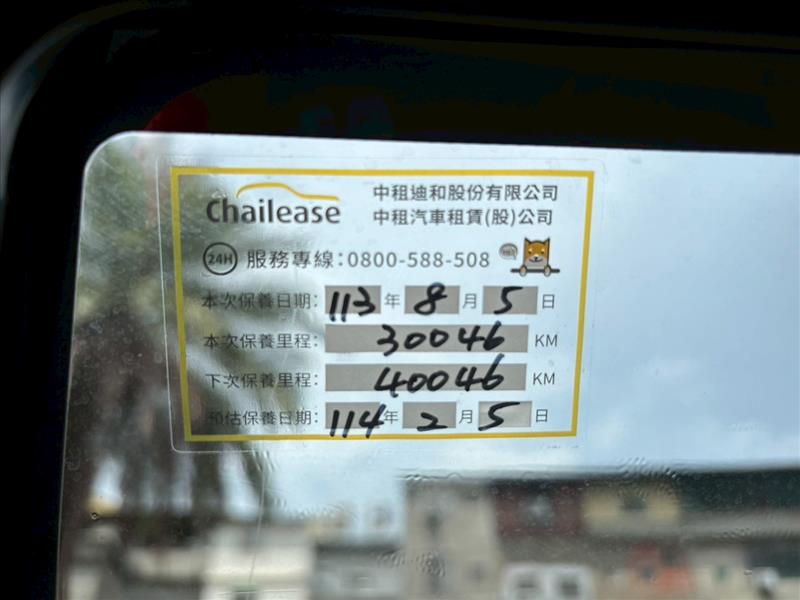 Chailease
中租迪和股份有限公司
中租汽車租賃(股)公司
24H 服務專線:0800-588-508
本次保養日期: 113 年 8 月 5 日
本次保養里程: 30046 KM
下次保養里程: 40046 KM
預估保養日期: 114 年 2 月 5 日